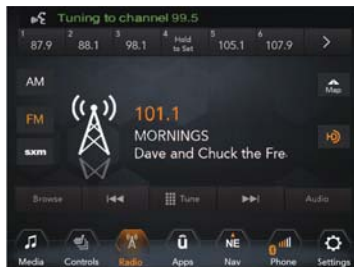 Tuning to channel 99.5
1 87.9 2 88.1 3 98.1 4 Hold to Set 5 105.1 6 107.9
AM
Map
FM
101.1
MORNINGS
sxm
Dave and Chuck the Fre
Browse Tune Audio
û NE
Media Controls Radio Apps Nav Phone Settings